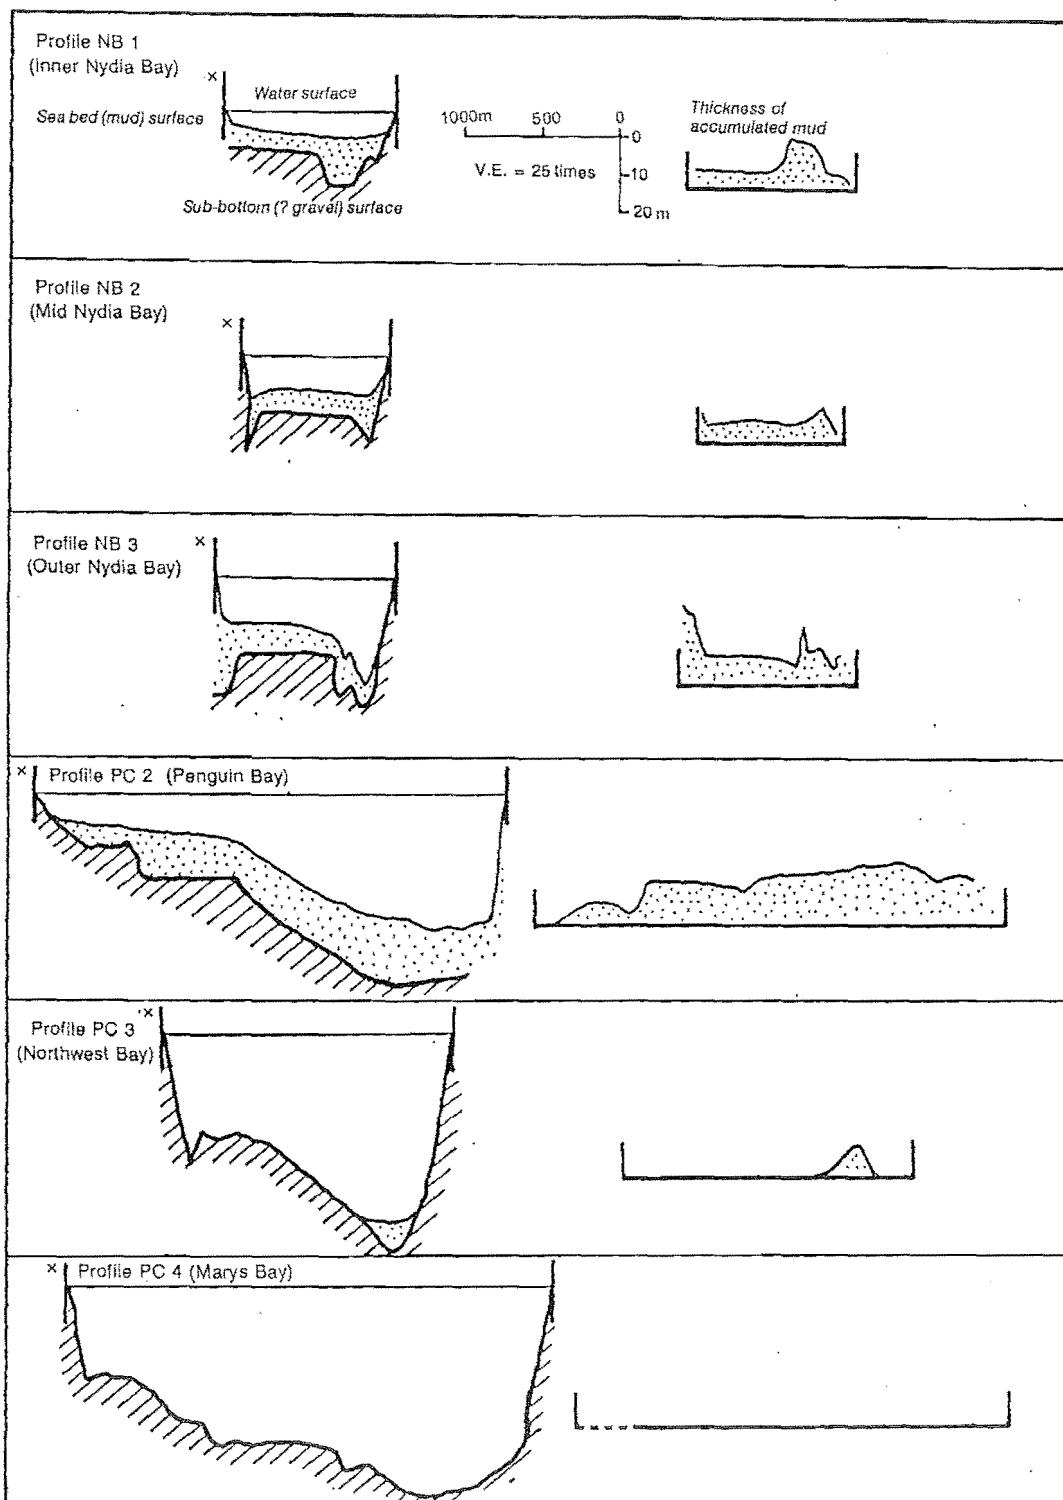 Profile NB 1
(Inner Nydia Bay)
×
Water surface
Sea bed (mud) surface
1000m 500 0
0
V.E. = 25 times
10
20 m
Thickness of
accumulated mud
Sub-bottom (? gravel) surface
Profile NB 2
(Mid Nydia Bay)
×
Profile NB 3
(Outer Nydia Bay)
×
× Profile PC 2 (Penguin Bay)
Profile PC 3
(Northwest Bay)
×
× Profile PC 4 (Marys Bay)